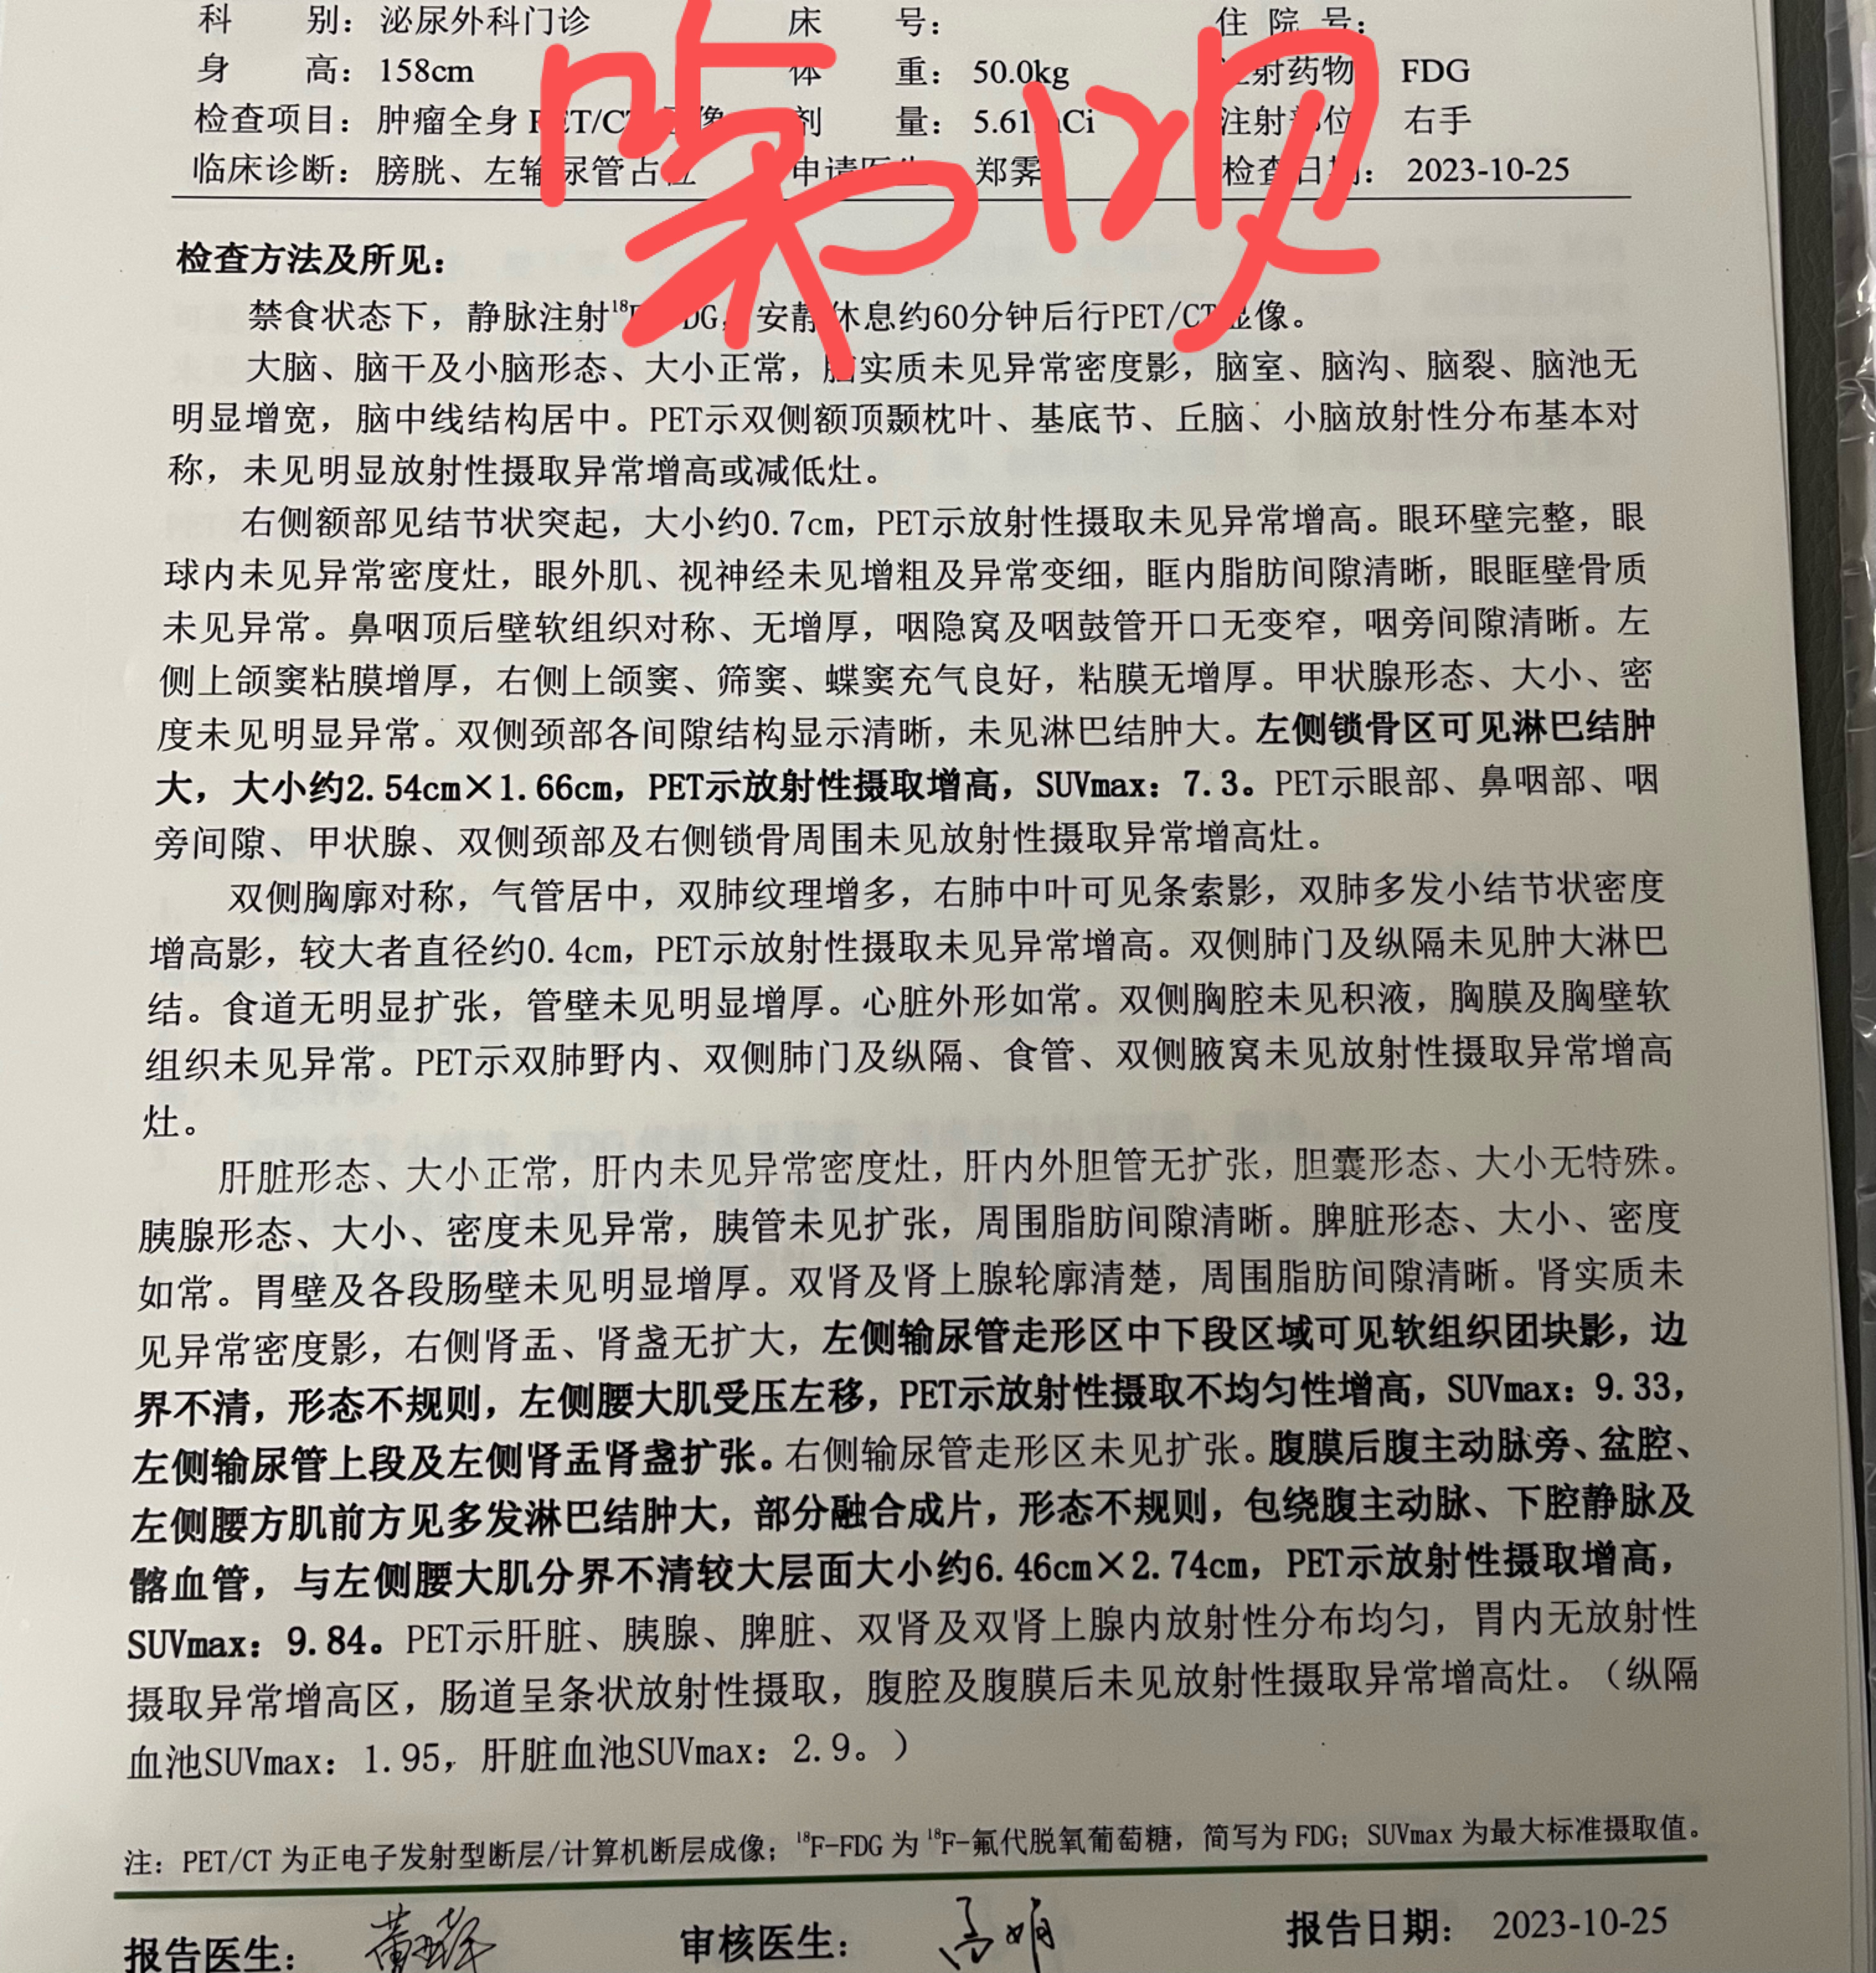 科 别：泌尿外科门诊 床 号： 住 院 号：
身 高：158cm 体 重：50.0kg 注射药物 FDG
检查项目：肿瘤全身 PET/CT 显像 剂 量：5.61mCi 注射部位 右手
临床诊断：膀胱、左输尿管占位 申请医生 郑霁 检查日期：2023-10-25
第1页
检查方法及所见：
禁食状态下，静脉注射¹⁸F-FDG，安静休息约60分钟后行PET/CT显像。
大脑、脑干及小脑形态、大小正常，脑实质未见异常密度影，脑室、脑沟、脑裂、脑池无
明显增宽，脑中线结构居中。PET示双侧额顶颞枕叶、基底节、丘脑、小脑放射性分布基本对
称，未见明显放射性摄取异常增高或减低灶。
右侧额部见结节状突起，大小约0.7cm，PET示放射性摄取未见异常增高。眼环壁完整，眼
球内未见异常密度灶，眼外肌、视神经未见增粗及异常变细，眶内脂肪间隙清晰，眼眶壁骨质
未见异常。鼻咽顶后壁软组织对称、无增厚，咽隐窝及咽鼓管开口无变窄，咽旁间隙清晰。左
侧上颌窦粘膜增厚，右侧上颌窦、筛窦、蝶窦充气良好，粘膜无增厚。甲状腺形态、大小、密
度未见明显异常。双侧颈部各间隙结构显示清晰，未见淋巴结肿大。左侧锁骨区可见淋巴结肿
大，大小约2.54cm×1.66cm，PET示放射性摄取增高，SUVmax：7.3。PET示眼部、鼻咽部、咽
旁间隙、甲状腺、双侧颈部及右侧锁骨周围未见放射性摄取异常增高灶。
双侧胸廓对称，气管居中，双肺纹理增多，右肺中叶可见条索影，双肺多发小结节状密度
增高影，较大者直径约0.4cm，PET示放射性摄取未见异常增高。双侧肺门及纵隔未见肿大淋巴
结。食道无明显扩张，管壁未见明显增厚。心脏外形如常。双侧胸腔未见积液，胸膜及胸壁软
组织未见异常。PET示双肺野内、双侧肺门及纵隔、食管、双侧腋窝未见放射性摄取异常增高
灶。
肝脏形态、大小正常，肝内未见异常密度灶，肝内外胆管无扩张，胆囊形态、大小无特殊。
胰腺形态、大小、密度未见异常，胰管未见扩张，周围脂肪间隙清晰。脾脏形态、大小、密度
如常。胃壁及各段肠壁未见明显增厚。双肾及肾上腺轮廓清楚，周围脂肪间隙清晰。肾实质未
见异常密度影，右侧肾盂、肾盏无扩大，左侧输尿管走形区中下段区域可见软组织团块影，边
界不清，形态不规则，左侧腰大肌受压左移，PET示放射性摄取不均匀性增高，SUVmax：9.33，
左侧输尿管上段及左侧肾盂肾盏扩张。右侧输尿管走形区未见扩张。腹膜后腹主动脉旁、盆腔、
左侧腰方肌前方见多发淋巴结肿大，部分融合成片，形态不规则，包绕腹主动脉、下腔静脉及
髂血管，与左侧腰大肌分界不清较大层面大小约6.46cm×2.74cm，PET示放射性摄取增高，
SUVmax：9.84。PET示肝脏、胰腺、脾脏、双肾及双肾上腺内放射性分布均匀，胃内无放射性
摄取异常增高区，肠道呈条状放射性摄取，腹腔及腹膜后未见放射性摄取异常增高灶。（纵隔
血池SUVmax：1.95，肝脏血池SUVmax：2.9。）
注：PET/CT 为正电子发射型断层/计算机断层成像；¹⁸F-FDG 为 ¹⁸F-氟代脱氧葡萄糖，简写为 FDG；SUVmax 为最大标准摄取值。
报告医生： 审核医生： 报告日期：2023-10-25